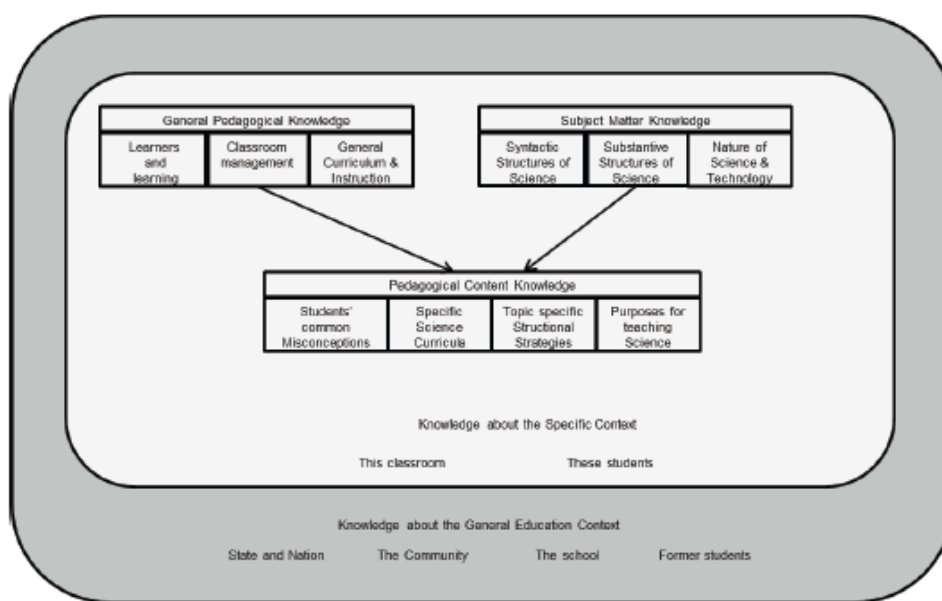 General Pedagogical Knowledge
Learners
and
learning
Classroom
management
General
Curriculum &
Instruction
Subject Matter Knowledge
Syntactic
Structures of
Science
Substantive
Structures of
Science
Nature of
Science &
Technology
Pedagogical Content Knowledge
Students'
common
Misconceptions
Specific
Science
Curricula
Topic specific
Structional
Strategies
Purposes for
teaching
Science
Knowledge about the Specific Context
This classroom
These students
Knowledge about the General Education Context
State and Nation
The Community
The school
Former students